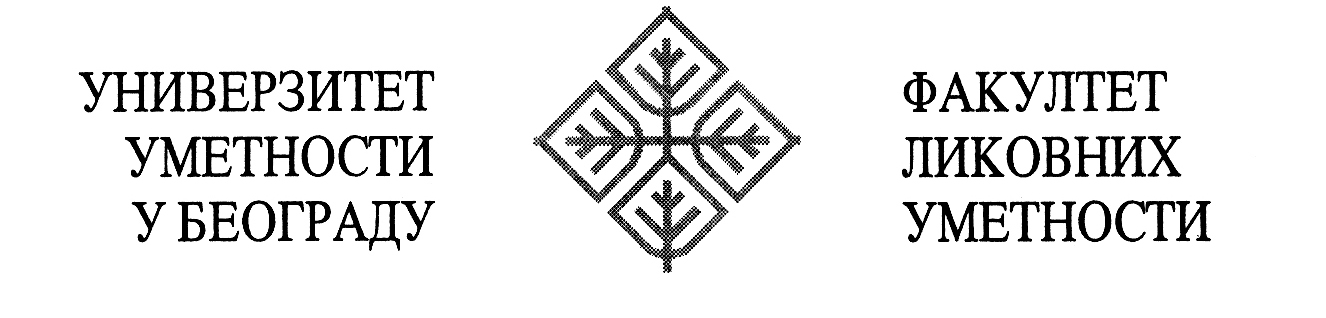 УНИВЕРЗИТЕТ
УМЕТНОСТИ
У БЕОГРАДУ
ФАКУЛТЕТ
ЛИКОВНИХ
УМЕТНОСТИ